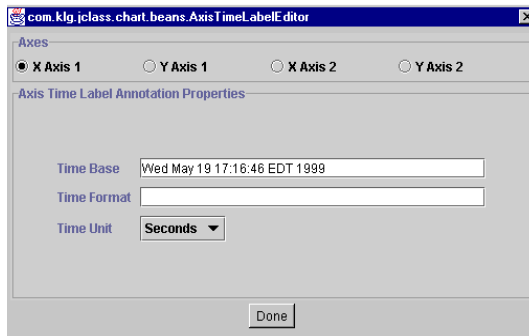 com.klg.jclass.chart.beans.AxisTimeLabelEditor
Axes
X Axis 1 Y Axis 1 X Axis 2 Y Axis 2
Axis Time Label Annotation Properties
Time Base Wed May 19 17:16:46 EDT 1999
Time Format
Time Unit Seconds
Done